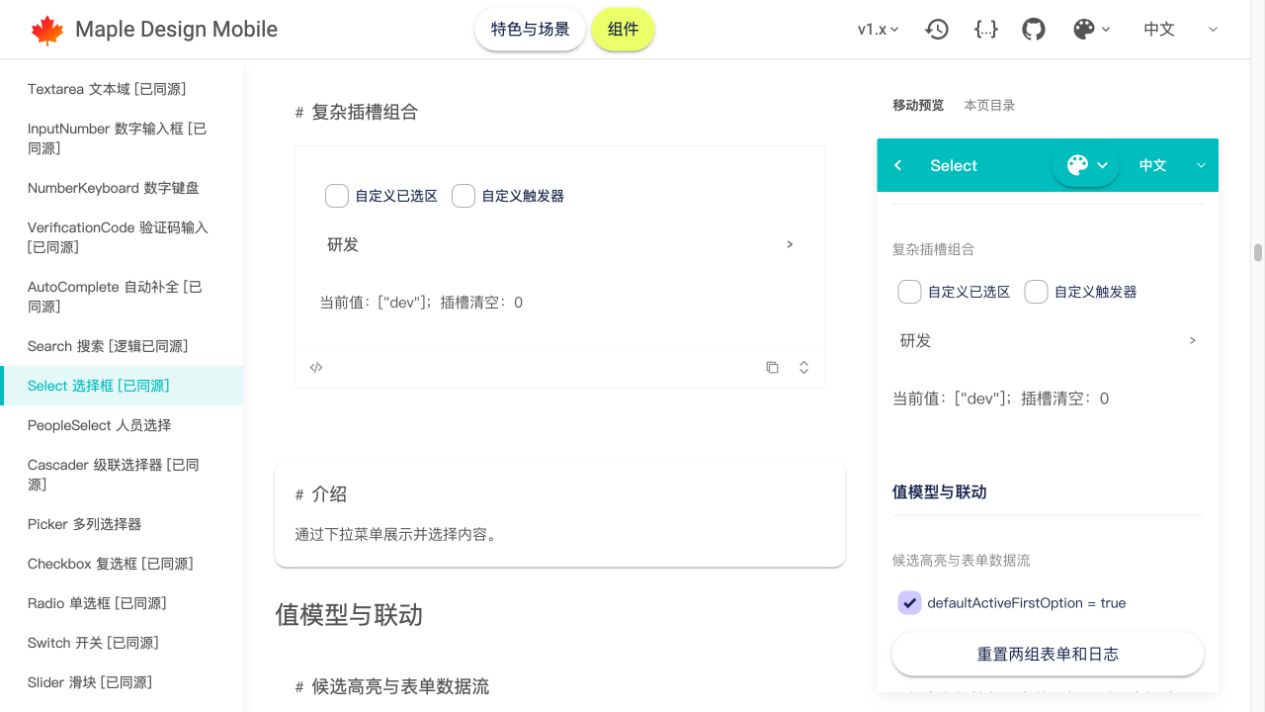 Maple Design Mobile
特色与场景
组件
v1.x
中文
Textarea 文本域 [已同源]
InputNumber 数字输入框 [已
同源]
NumberKeyboard 数字键盘
VerificationCode 验证码输入
[已同源]
AutoComplete 自动补全 [已
同源]
Search 搜索 [逻辑已同源]
Select 选择框 [已同源]
PeopleSelect 人员选择
Cascader 级联选择器 [已同
源]
Picker 多列选择器
Checkbox 复选框 [已同源]
Radio 单选框 [已同源]
Switch 开关 [已同源]
Slider 滑块 [已同源]
# 复杂插槽组合
自定义已选区 自定义触发器
研发
当前值：["dev"]；插槽清空：0
# 介绍
通过下拉菜单展示并选择内容。
值模型与联动
# 候选高亮与表单数据流
移动预览 本页目录
Select
中文
复杂插槽组合
自定义已选区 自定义触发器
研发
当前值：["dev"]；插槽清空：0
值模型与联动
候选高亮与表单数据流
defaultActiveFirstOption = true
重置两组表单和日志